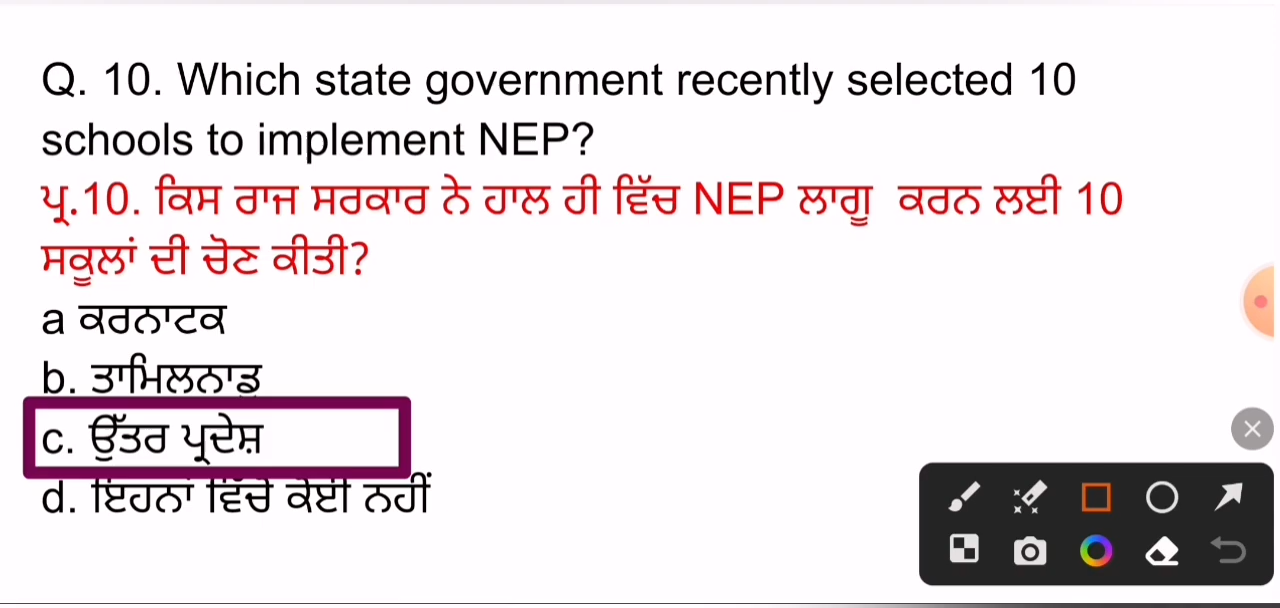 Q. 10. Which state government recently selected 10
schools to implement NEP?
ਪ੍ਰ.10. ਕਿਸ ਰਾਜ ਸਰਕਾਰ ਨੇ ਹਾਲ ਹੀ ਵਿੱਚ NEP ਲਾਗੂ ਕਰਨ ਲਈ 10
ਸਕੂਲਾਂ ਦੀ ਚੋਣ ਕੀਤੀ?
a ਕਰਨਾਟਕ
b. ਤਾਮਿਲਨਾਡੁ
c. ਉੱਤਰ ਪ੍ਰਦੇਸ਼
d. ਇਹਨਾਂ ਵਿੱਚੋਂ ਕੋਈ ਨਹੀਂ